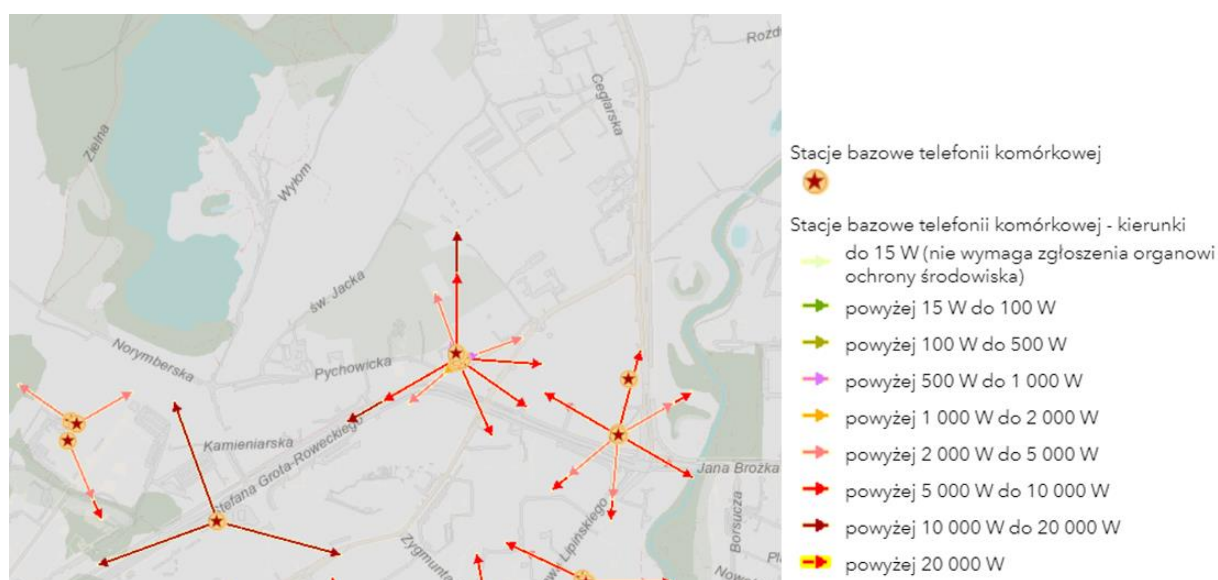 Rozdr
Ceglarska
Zielna
Wyłom
św. Jacka
Norymberska
Pychowicka
Kamieniarska
Stefana Grota-Roweckiego
Jana Brożka
Lipińskiego
Borsucza
Zygmunta
Nowo
Stacje bazowe telefonii komórkowej
Stacje bazowe telefonii komórkowej - kierunki
do 15 W (nie wymaga zgłoszenia organowi
ochrony środowiska)
powyżej 15 W do 100 W
powyżej 100 W do 500 W
powyżej 500 W do 1 000 W
powyżej 1 000 W do 2 000 W
powyżej 2 000 W do 5 000 W
powyżej 5 000 W do 10 000 W
powyżej 10 000 W do 20 000 W
powyżej 20 000 W